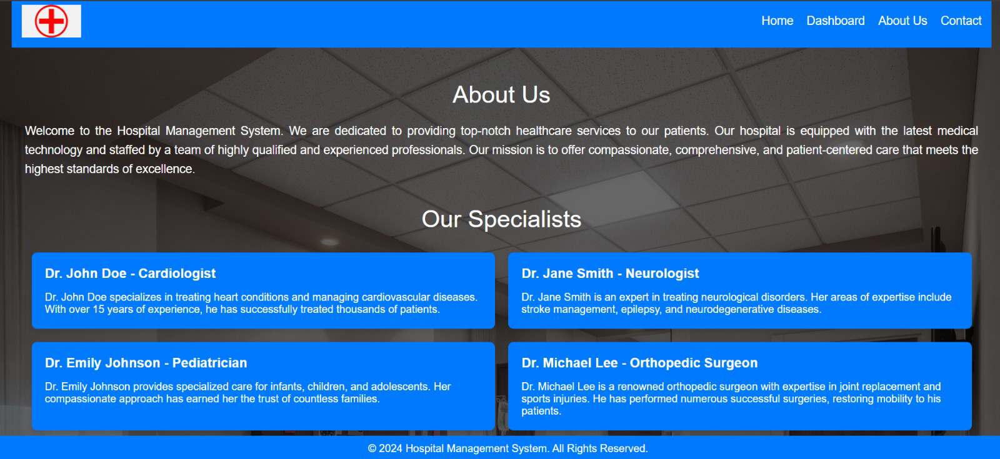 Home Dashboard About Us Contact
About Us
Welcome to the Hospital Management System. We are dedicated to providing top-notch healthcare services to our patients. Our hospital is equipped with the latest medical
technology and staffed by a team of highly qualified and experienced professionals. Our mission is to offer compassionate, comprehensive, and patient-centered care that meets the
highest standards of excellence.
Our Specialists
Dr. John Doe - Cardiologist
Dr. John Doe specializes in treating heart conditions and managing cardiovascular diseases.
With over 15 years of experience, he has successfully treated thousands of patients.
Dr. Jane Smith - Neurologist
Dr. Jane Smith is an expert in treating neurological disorders. Her areas of expertise include
stroke management, epilepsy, and neurodegenerative diseases.
Dr. Emily Johnson - Pediatrician
Dr. Emily Johnson provides specialized care for infants, children, and adolescents. Her
compassionate approach has earned her the trust of countless families.
Dr. Michael Lee - Orthopedic Surgeon
Dr. Michael Lee is a renowned orthopedic surgeon with expertise in joint replacement and
sports injuries. He has performed numerous successful surgeries, restoring mobility to his
patients.
© 2024 Hospital Management System. All Rights Reserved.